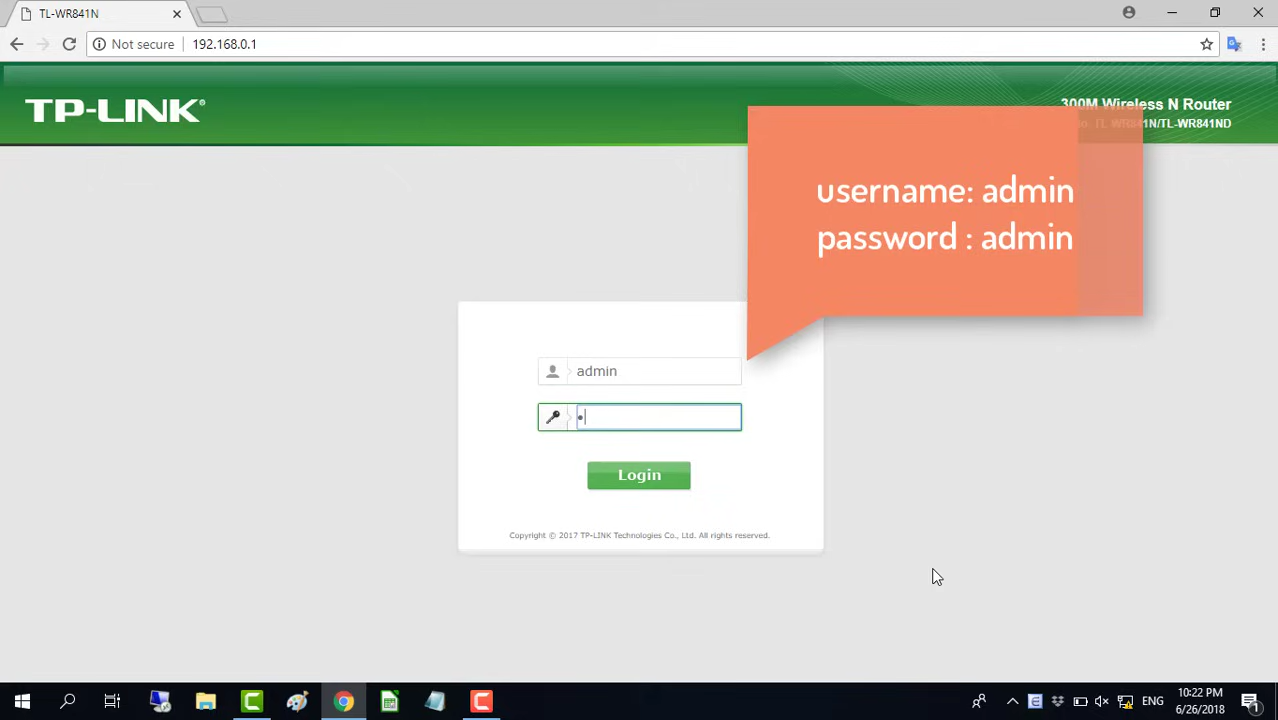 TL-WR841N
Not secure
192.168.0.1
TP-LINK
300M Wireless N Router
TL-WR841N/TL-WR841ND
username: admin
password : admin
admin
Login
Copyright © 2017 TP-LINK Technologies Co., Ltd. All rights reserved.
ENG
10:22 PM
6/26/2018
1